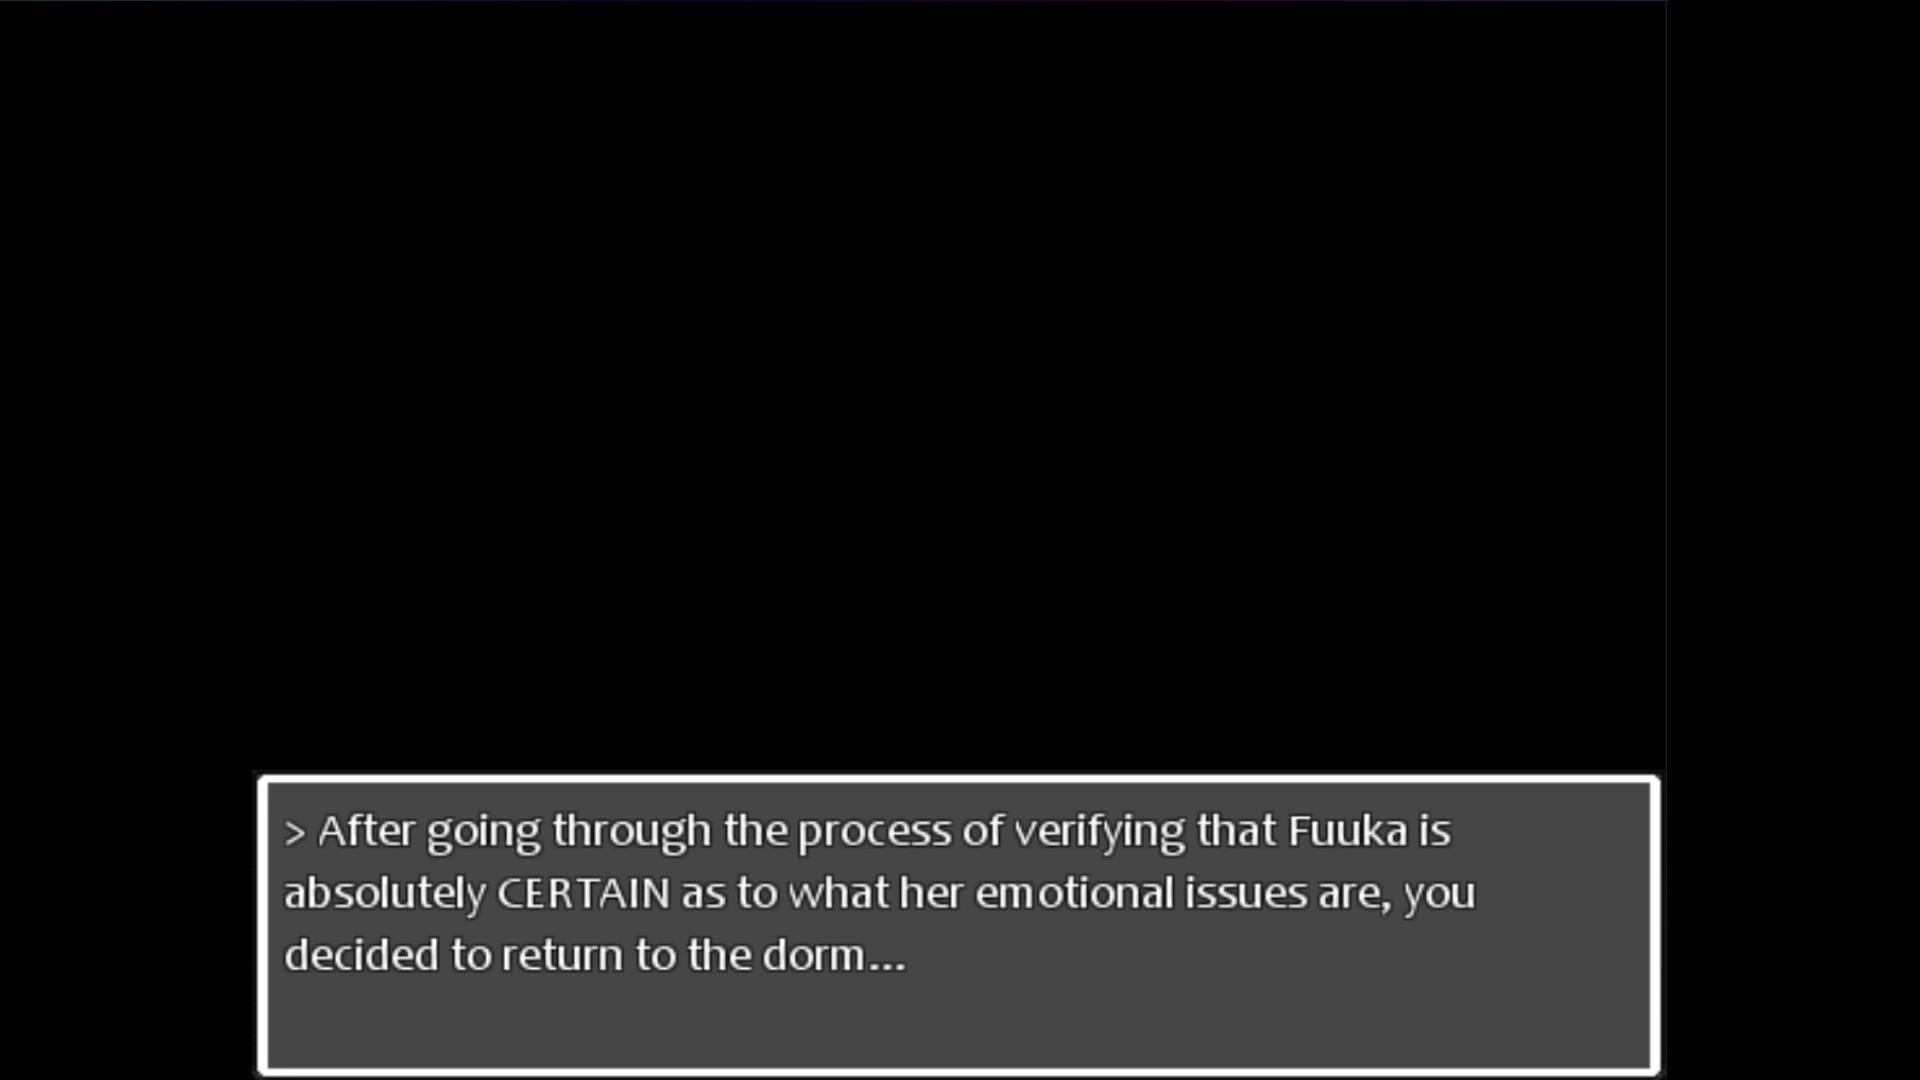 > After going through the process of verifying that Fuuka is
absolutely CERTAIN as to what her emotional issues are, you
decided to return to the dorm...